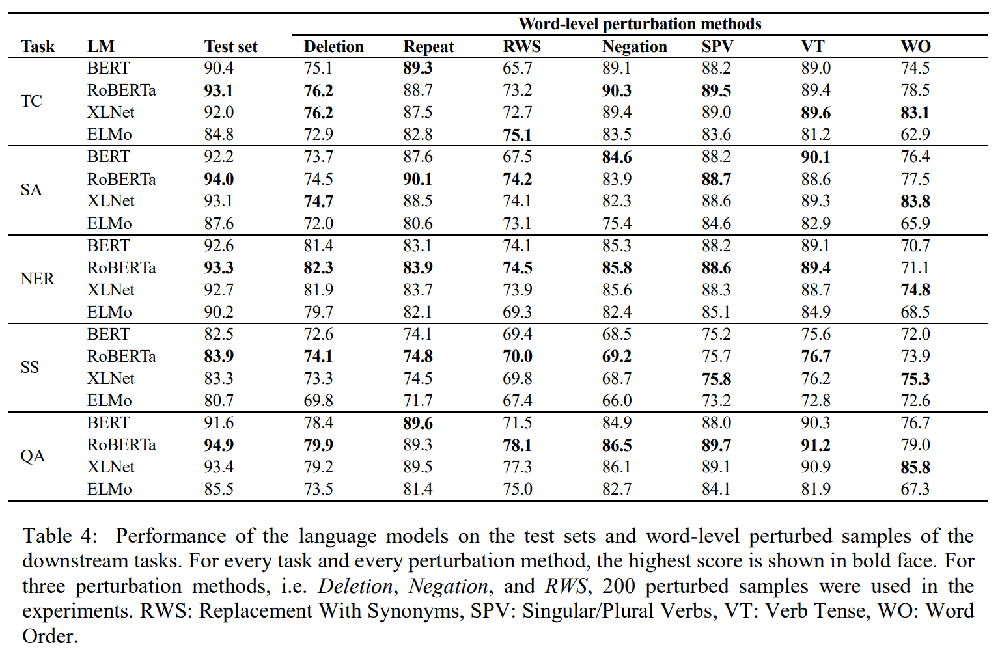 Word-level perturbation methods
Task LM Test set Deletion Repeat RWS Negation SPV VT WO
TC
BERT 90.4 75.1 89.3 65.7 89.1 88.2 89.0 74.5
RoBERTa 93.1 76.2 88.7 73.2 90.3 89.5 89.4 78.5
XLNet 92.0 76.2 87.5 72.7 89.4 89.0 89.6 83.1
ELMo 84.8 72.9 82.8 75.1 83.5 83.6 81.2 62.9
SA
BERT 92.2 73.7 87.6 67.5 84.6 88.2 90.1 76.4
RoBERTa 94.0 74.5 90.1 74.2 83.9 88.7 88.6 77.5
XLNet 93.1 74.7 88.5 74.1 82.3 88.6 89.3 83.8
ELMo 87.6 72.0 80.6 73.1 75.4 84.6 82.9 65.9
NER
BERT 92.6 81.4 83.1 74.1 85.3 88.2 89.1 70.7
RoBERTa 93.3 82.3 83.9 74.5 85.8 88.6 89.4 71.1
XLNet 92.7 81.9 83.7 73.9 85.6 88.3 88.7 74.8
ELMo 90.2 79.7 82.1 69.3 82.4 85.1 84.9 68.5
SS
BERT 82.5 72.6 74.1 69.4 68.5 75.2 75.6 72.0
RoBERTa 83.9 74.1 74.8 70.0 69.2 75.7 76.7 73.9
XLNet 83.3 73.3 74.5 69.8 68.7 75.8 76.2 75.3
ELMo 80.7 69.8 71.7 67.4 66.0 73.2 72.8 72.6
QA
BERT 91.6 78.4 89.6 71.5 84.9 88.0 90.3 76.7
RoBERTa 94.9 79.9 89.3 78.1 86.5 89.7 91.2 79.0
XLNet 93.4 79.2 89.5 77.3 86.1 89.1 90.9 85.8
ELMo 85.5 73.5 81.4 75.0 82.7 84.1 81.9 67.3
Table 4: Performance of the language models on the test sets and word-level perturbed samples of the
downstream tasks. For every task and every perturbation method, the highest score is shown in bold face. For
three perturbation methods, i.e. Deletion, Negation, and RWS, 200 perturbed samples were used in the
experiments. RWS: Replacement With Synonyms, SPV: Singular/Plural Verbs, VT: Verb Tense, WO: Word
Order.